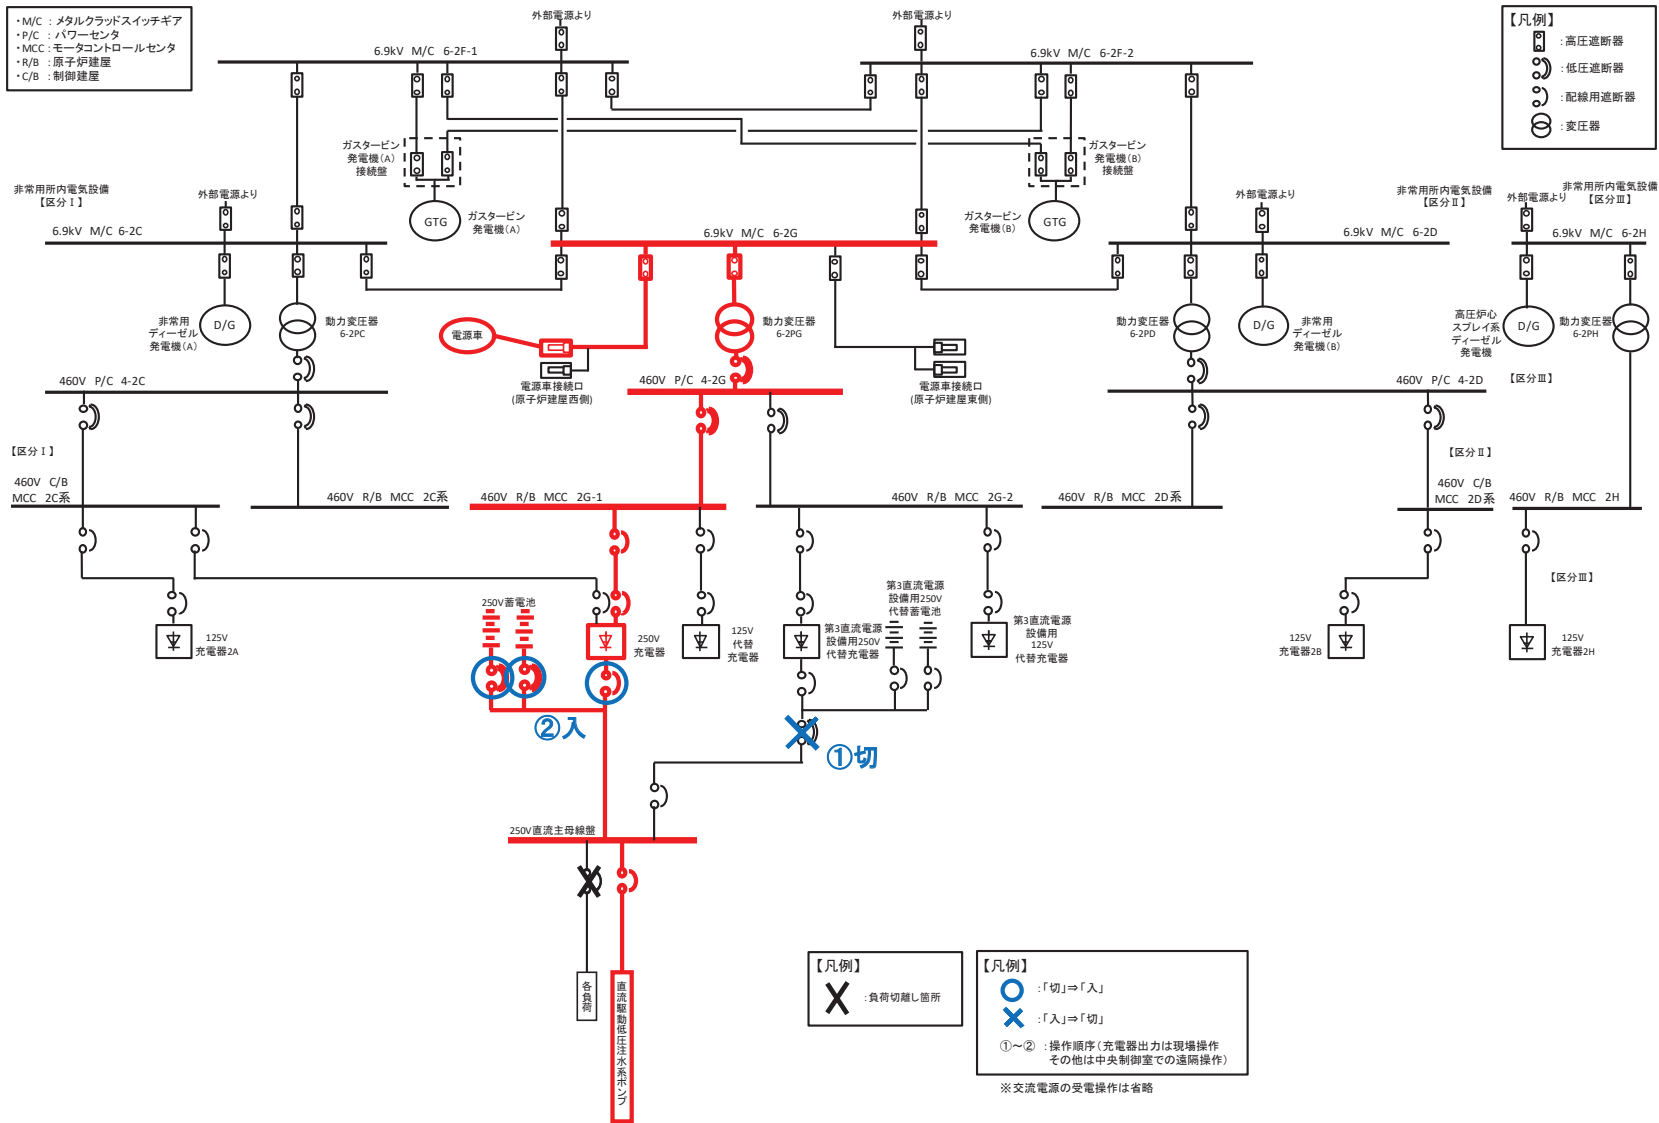 ・M/C ：メタルクラッドスイッチギア
・P/C ：パワーセンタ
・MCC：モータコントロールセンタ
・R/B ：原子炉建屋
・C/B ：制御建屋
外部電源より
外部電源より
【凡例】
：高圧遮断器
：低圧遮断器
：配線用遮断器
：変圧器
6.9kV M/C 6-2F-1
6.9kV M/C 6-2F-2
ガスタービン
発電機(A)
接続盤
ガスタービン
発電機(B)
接続盤
GTG
ガスタービン
発電機(A)
ガスタービン
発電機(B)
GTG
非常用所内電気設備
【区分Ⅰ】
外部電源より
外部電源より
非常用所内電気設備
【区分Ⅱ】
外部電源より
非常用所内電気設備
【区分Ⅲ】
6.9kV M/C 6-2C
6.9kV M/C 6-2G
6.9kV M/C 6-2D
6.9kV M/C 6-2H
非常用
ディーゼル
発電機(A)
D/G
動力変圧器
6-2PC
電源車
動力変圧器
6-2PG
動力変圧器
6-2PD
D/G
非常用
ディーゼル
発電機(B)
高圧炉心
スプレイ系
ディーゼル
発電機
D/G
動力変圧器
6-2PH
電源車接続口
(原子炉建屋西側)
電源車接続口
(原子炉建屋東側)
460V P/C 4-2C
460V P/C 4-2G
460V P/C 4-2D
【区分Ⅲ】
【区分Ⅰ】
【区分Ⅱ】
460V C/B
MCC 2C系
460V R/B MCC 2C系
460V R/B MCC 2G-1
460V R/B MCC 2G-2
460V R/B MCC 2D系
460V C/B
MCC 2D系
460V R/B MCC 2H
【区分Ⅲ】
250V蓄電池
第3直流電源
設備用250V
代替蓄電池
125V
充電器2A
250V
充電器
125V
代替
充電器
第3直流電源
設備用250V
代替充電器
第3直流電源
設備用
125V
代替充電器
125V
充電器2B
125V
充電器2H
②入
①切
250V直流主母線盤
各負荷
直流駆動低圧注水系ポンプ
【凡例】
：負荷切離し箇所
【凡例】
：「切」⇒「入」
：「入」⇒「切」
①～② ：操作順序（充電器出力は現場操作
その他は中央制御室での遠隔操作）
※交流電源の受電操作は省略